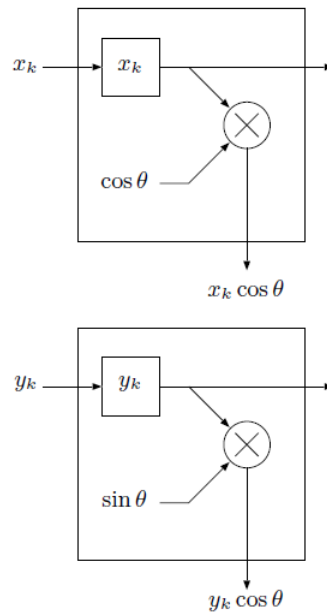 x_k x_k
cos θ
x_k cos θ
y_k y_k
sin θ
y_k cos θ